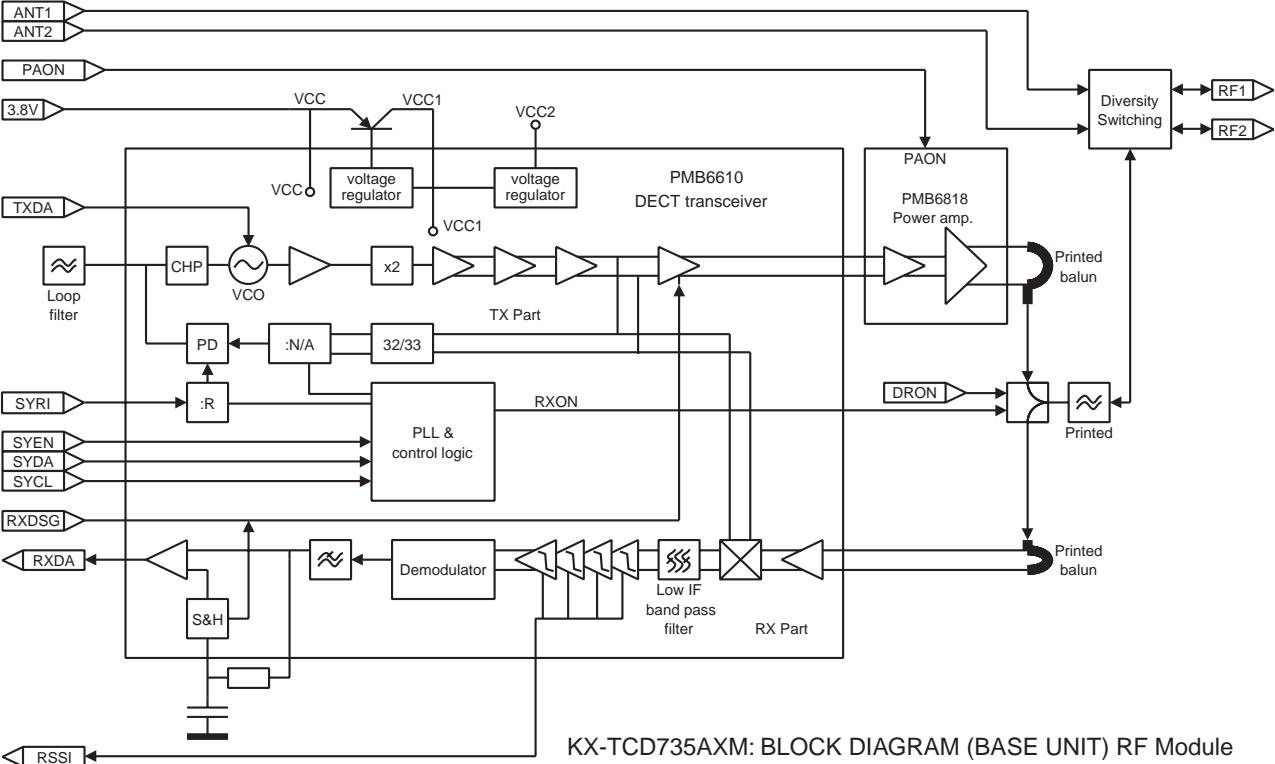 ANT1
ANT2
PAON
3.8V
VCC
VCC1
VCC2
Diversity
Switching
RF1
RF2
PAON
PMB6818
Power amp.
voltage
regulator
voltage
regulator
PMB6610
DECT transceiver
VCC
VCC1
TXDA
CHP
VCO
x2
Loop
filter
Printed
balun
TX Part
PD
:N/A
32/33
SYRI
:R
RXON
DRON
Printed
PLL &
control logic
SYEN
SYDA
SYCL
RXDSG
RXDA
Demodulator
Low IF
band pass
filter
RX Part
Printed
balun
S&H
RSSI
KX-TCD735AXM: BLOCK DIAGRAM (BASE UNIT) RF Module